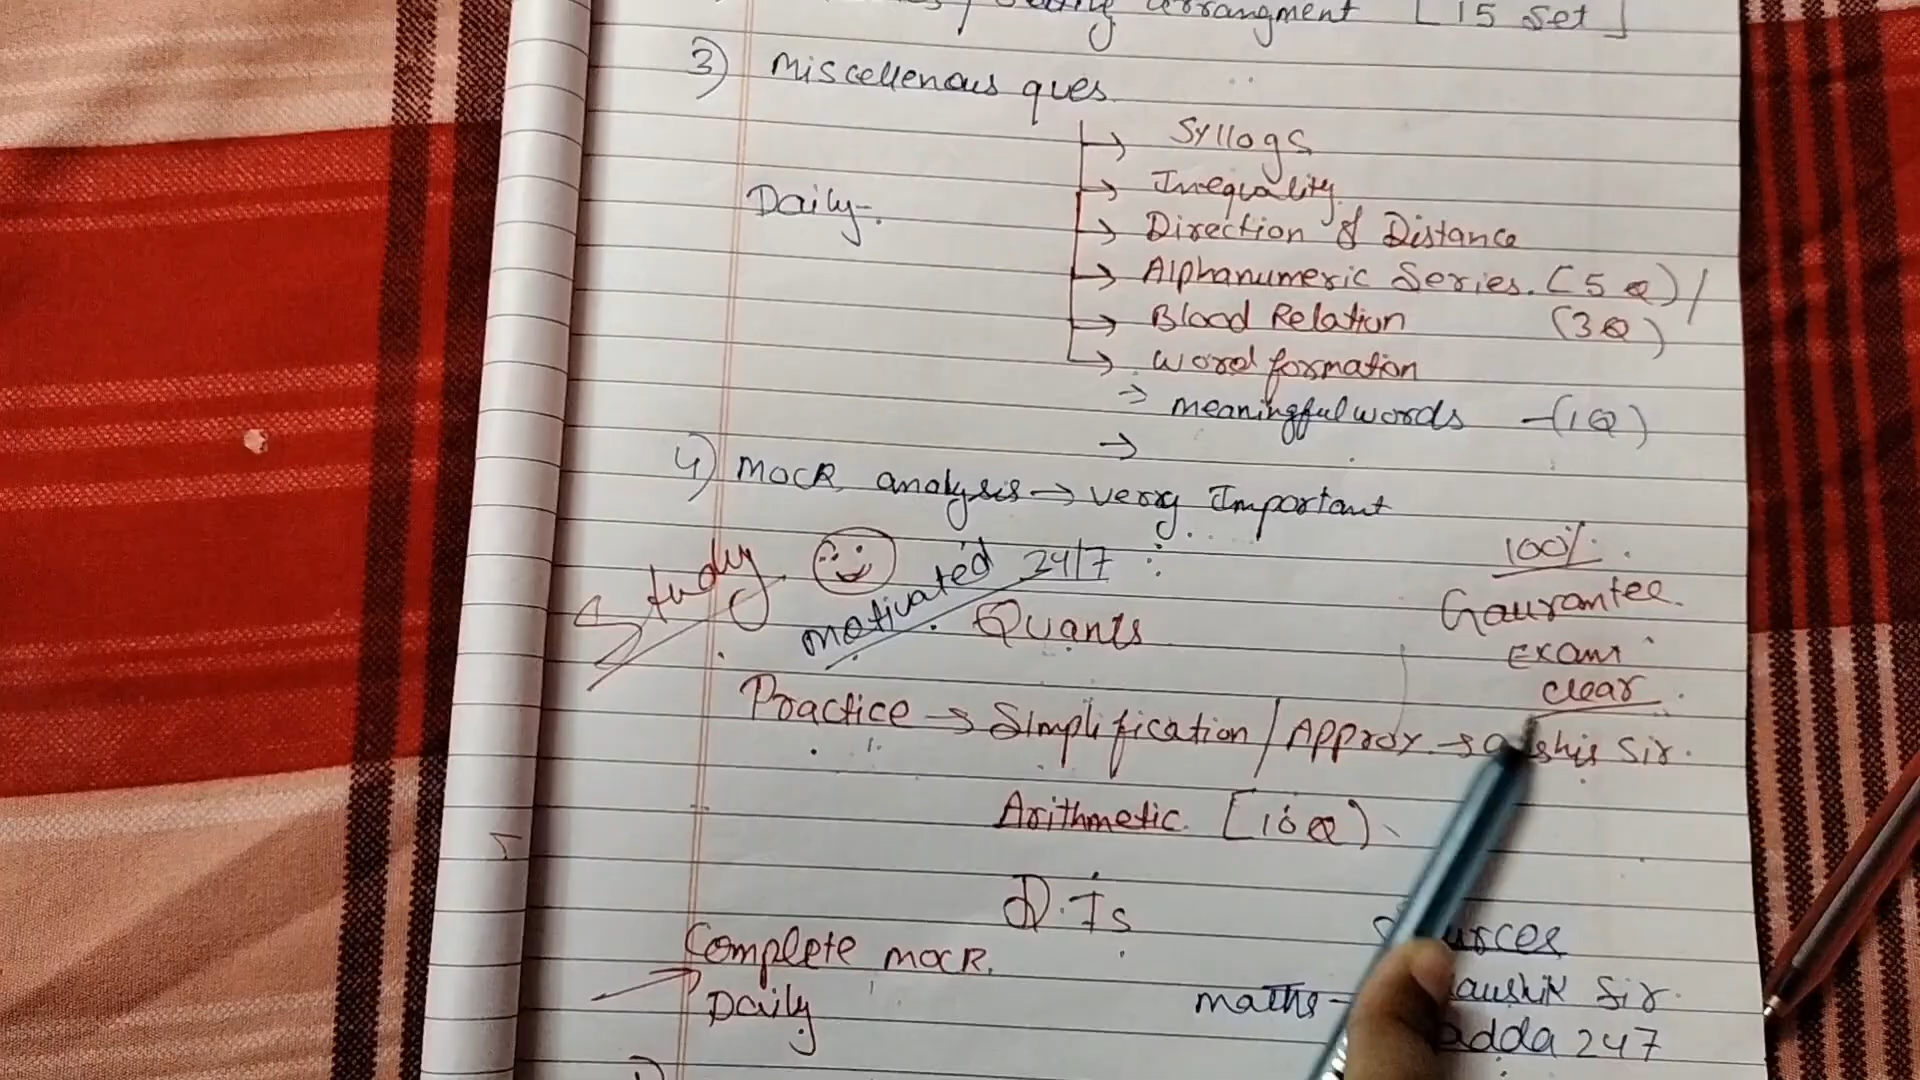 arrangment [15 set]
3) miscellenous ques
Syllogs
Daily-.
Inequality
Direction & Distance
Alphanumeric Series. (5Q) /
Blood Relation (3Q)
word formation
meaningful words -(1Q)
4) mock analysis → very Important
Study motivated 24/7
100%
Gaurantee
Exam
clear
Quants
Practice → Simplification / Approx → Sir.
Arithmetic. [10Q)
D.Is
Complete mock.
Daily
maths- Sir.
adda 247